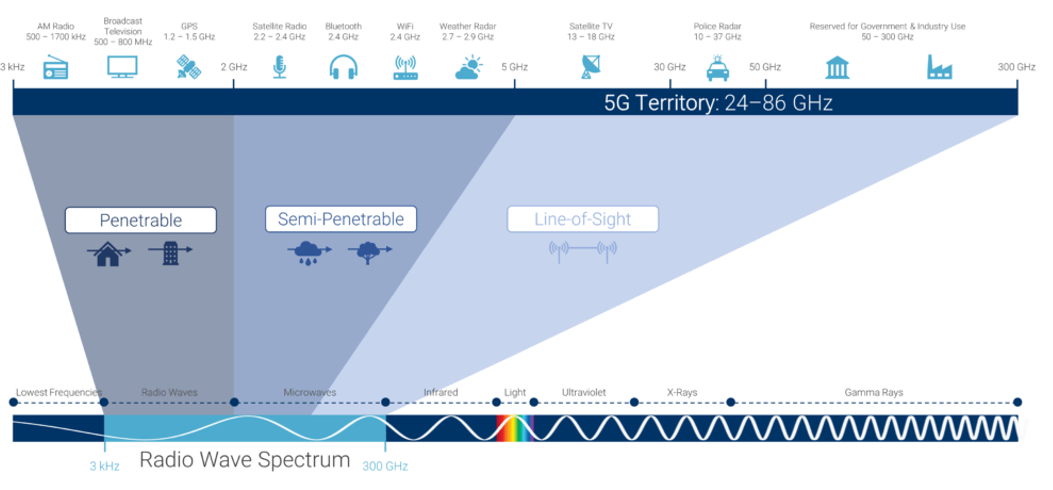 AM Radio
500 – 1700 kHz
Broadcast
Television
500 – 800 MHz
GPS
1.2 – 1.5 GHz
Satellite Radio
2.2 – 2.4 GHz
Bluetooth
2.4 GHz
WiFi
2.4 GHz
Weather Radar
2.7 – 2.9 GHz
Satellite TV
13 – 18 GHz
Police Radar
10 – 37 GHz
Reserved for Government & Industry Use
50 – 300 GHz
3 kHz
2 GHz
5 GHz
30 GHz
50 GHz
300 GHz
5G Territory: 24–86 GHz
Penetrable
Semi-Penetrable
Line-of-Sight
Lowest Frequencies
Radio Waves
Microwaves
Infrared
Light
Ultraviolet
X-Rays
Gamma Rays
3 kHz
Radio Wave Spectrum
300 GHz